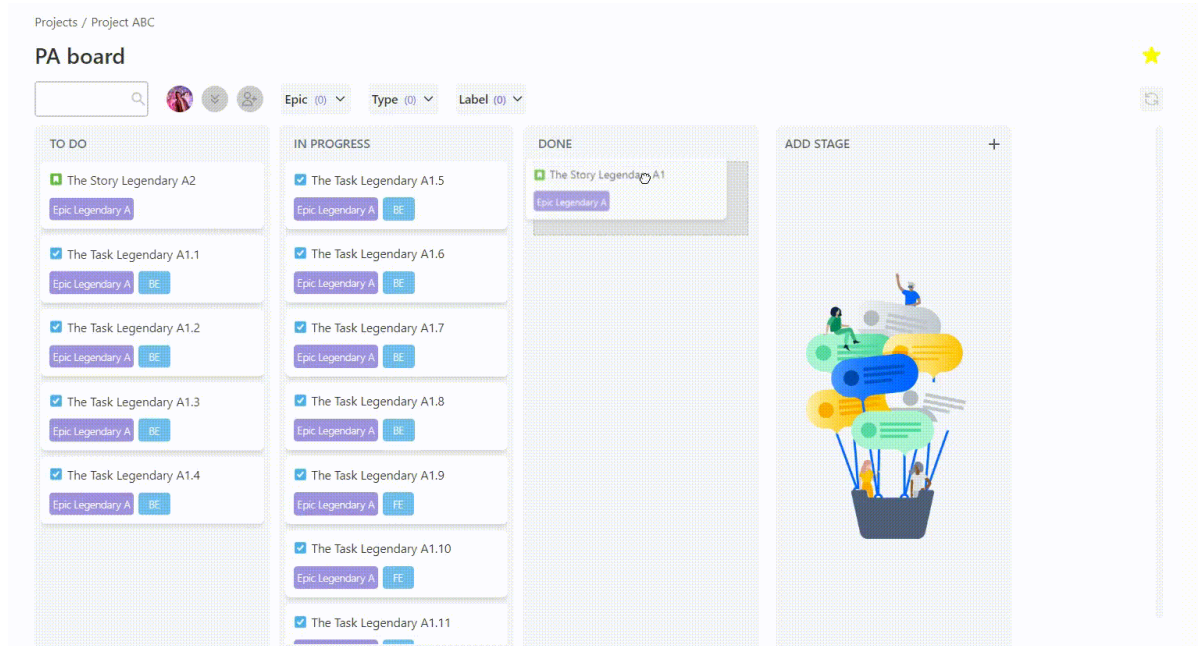 Projects / Project ABC
PA board
Epic (0)
Type (0)
Label (0)
TO DO
The Story Legendary A2
Epic Legendary A
The Task Legendary A1.1
Epic Legendary A BE
The Task Legendary A1.2
Epic Legendary A BE
The Task Legendary A1.3
Epic Legendary A BE
The Task Legendary A1.4
Epic Legendary A BE
IN PROGRESS
The Task Legendary A1.5
Epic Legendary A BE
The Task Legendary A1.6
Epic Legendary A BE
The Task Legendary A1.7
Epic Legendary A BE
The Task Legendary A1.8
Epic Legendary A BE
The Task Legendary A1.9
Epic Legendary A FE
The Task Legendary A1.10
Epic Legendary A FE
The Task Legendary A1.11
DONE
The Story Legendary A1
Epic Legendary A
ADD STAGE +